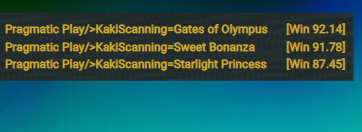 Pragmatic Play/>KakiScanning=Gates of Olympus [Win 92.14]
Pragmatic Play/>KakiScanning=Sweet Bonanza [Win 91.78]
Pragmatic Play/>KakiScanning=Starlight Princess [Win 87.45]